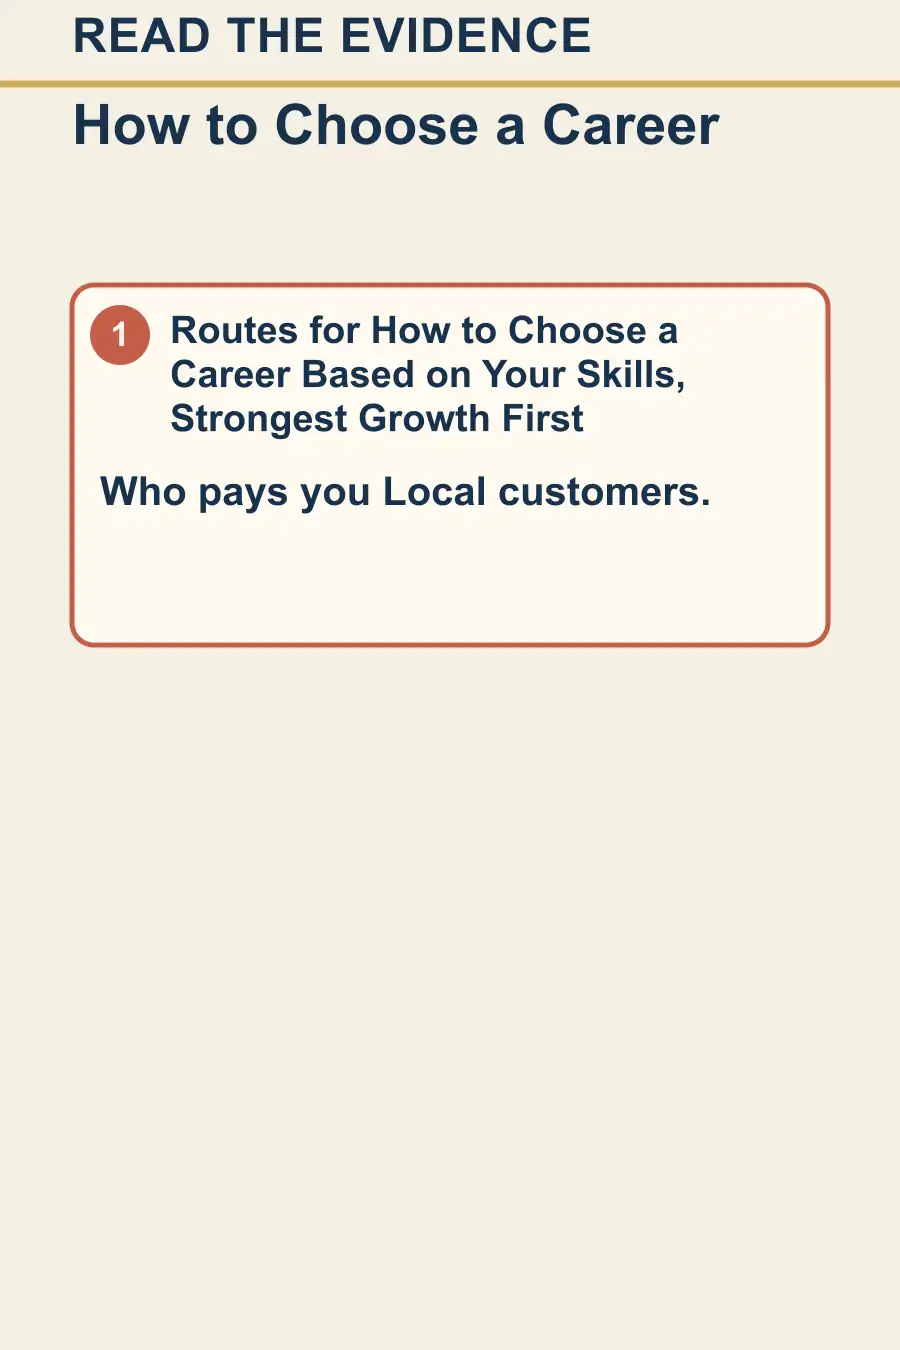 READ THE EVIDENCE
How to Choose a Career
1
Routes for How to Choose a
Career Based on Your Skills,
Strongest Growth First
Who pays you Local customers.